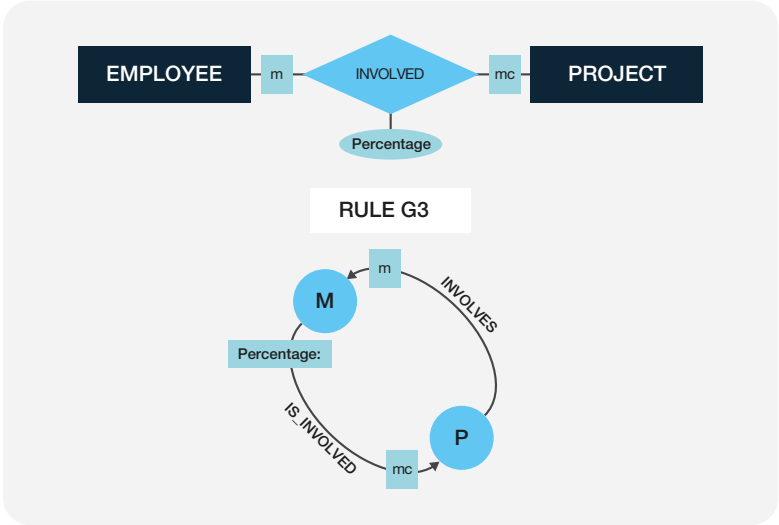 EMPLOYEE m INVOLVED mc PROJECT
Percentage
RULE G3
m
M
INVOLVES
Percentage:
IS_INVOLVED
P
mc